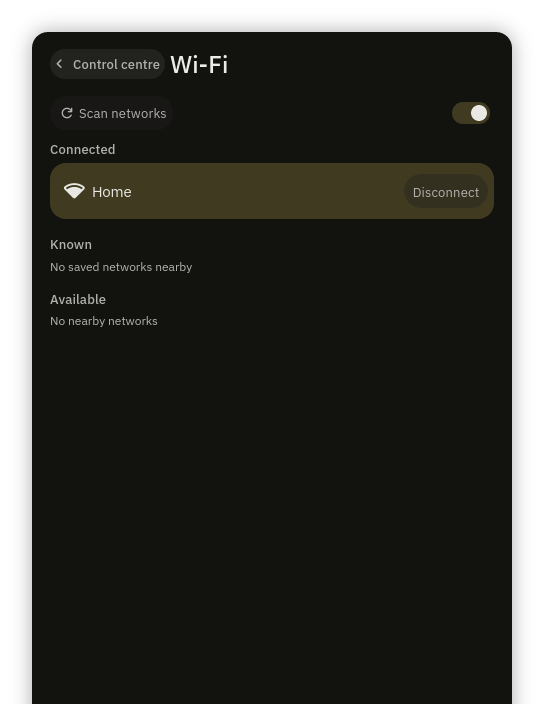 Control centre Wi-Fi
Scan networks
Connected
Home Disconnect
Known
No saved networks nearby
Available
No nearby networks